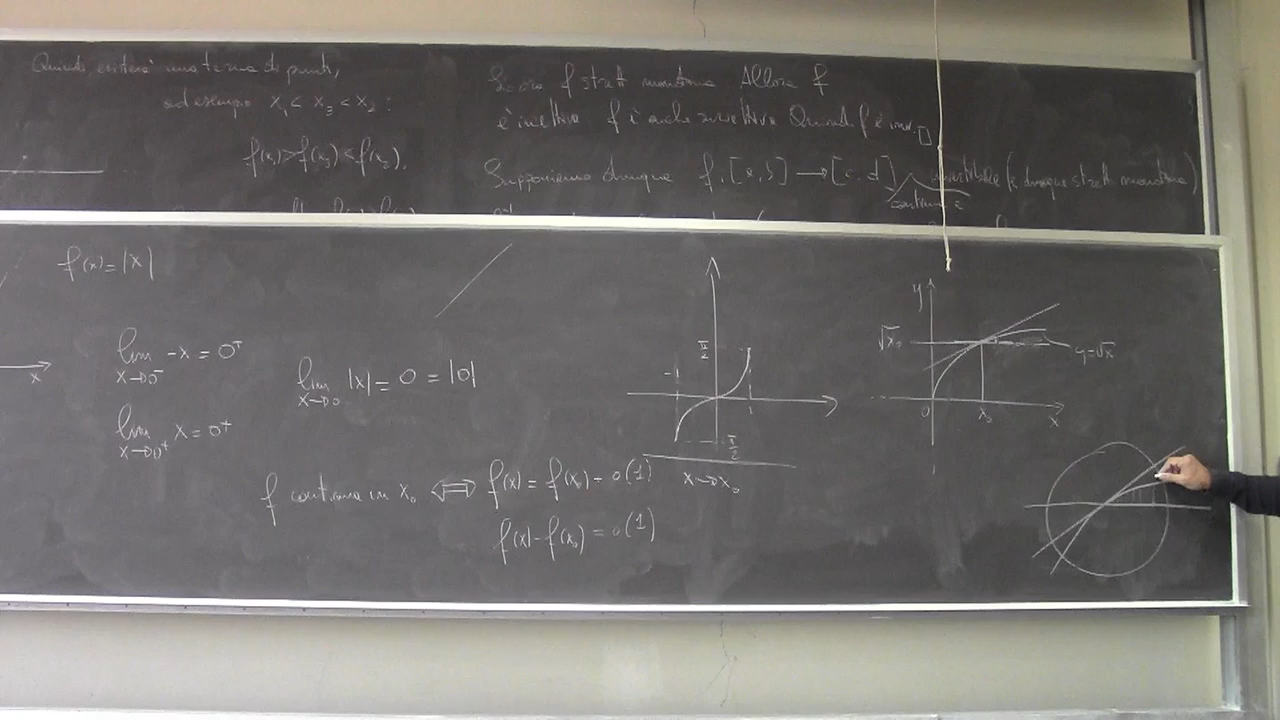 Quindi esisterà una terna di punti,
ad esempio x₁ < x₃ < x₂ :
f(x₁)>f(x₃)<f(x₂).
f strett monotona Allora f
è iniettiva f è anche suriettiva Quindi f è inv. □
Supponiamo dunque f: [a,b] → [c,d] invertibile (e dunque strett monotona)
continua e
f(x) = |x|
lim -x = 0⁺
x→0⁻
lim x = 0⁺
x→0⁺
lim |x| = 0 = |0|
x→0
f continua in x₀ ⟺ f(x) = f(x₀) + o(1)
x→x₀
f(x) - f(x₀) = o(1)
π/2
-1
1
-π/2
y
√x₀
y=√x
0
x₀
x
x